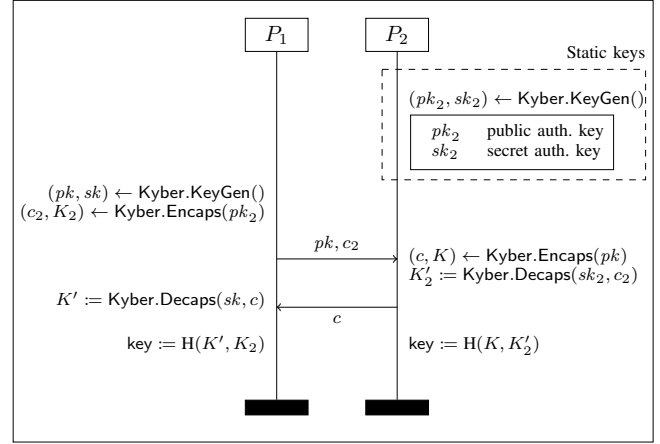 P₁ P₂
Static keys
(pk₂, sk₂) ← Kyber.KeyGen()
pk₂ public auth. key
sk₂ secret auth. key
(pk, sk) ← Kyber.KeyGen()
(c₂, K₂) ← Kyber.Encaps(pk₂)
pk, c₂
(c, K) ← Kyber.Encaps(pk)
K′₂ := Kyber.Decaps(sk₂, c₂)
K′ := Kyber.Decaps(sk, c)
c
key := H(K′, K₂)
key := H(K, K′₂)